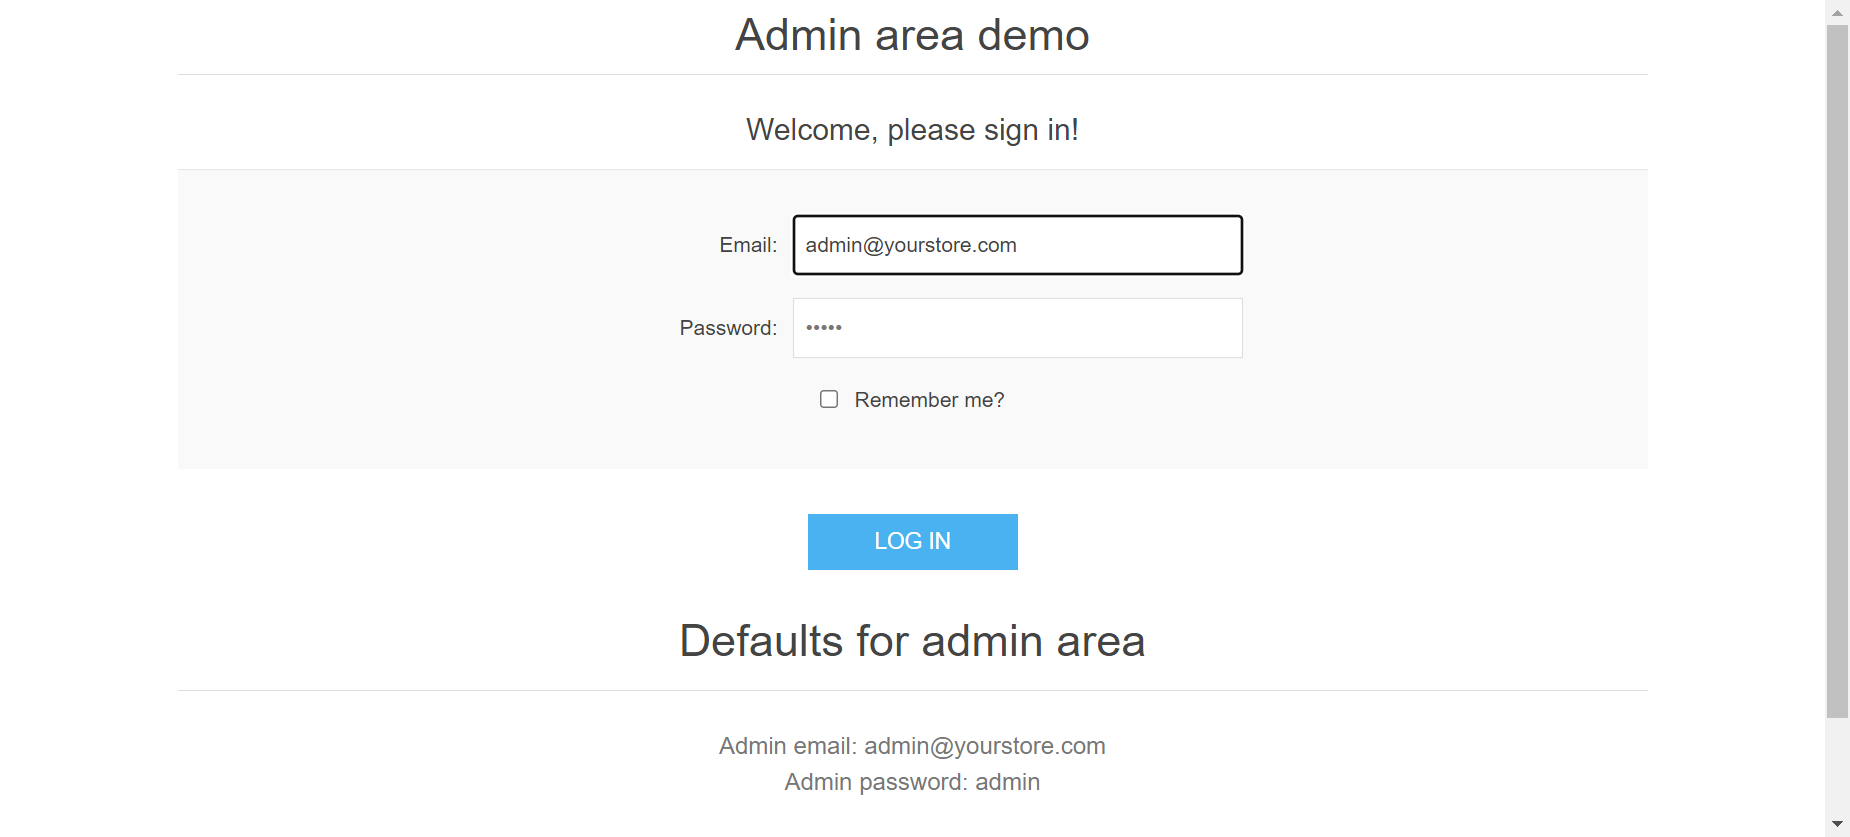 Admin area demo
Welcome, please sign in!
Email: admin@yourstore.com
Password: •••••
Remember me?
LOG IN
Defaults for admin area
Admin email: admin@yourstore.com
Admin password: admin